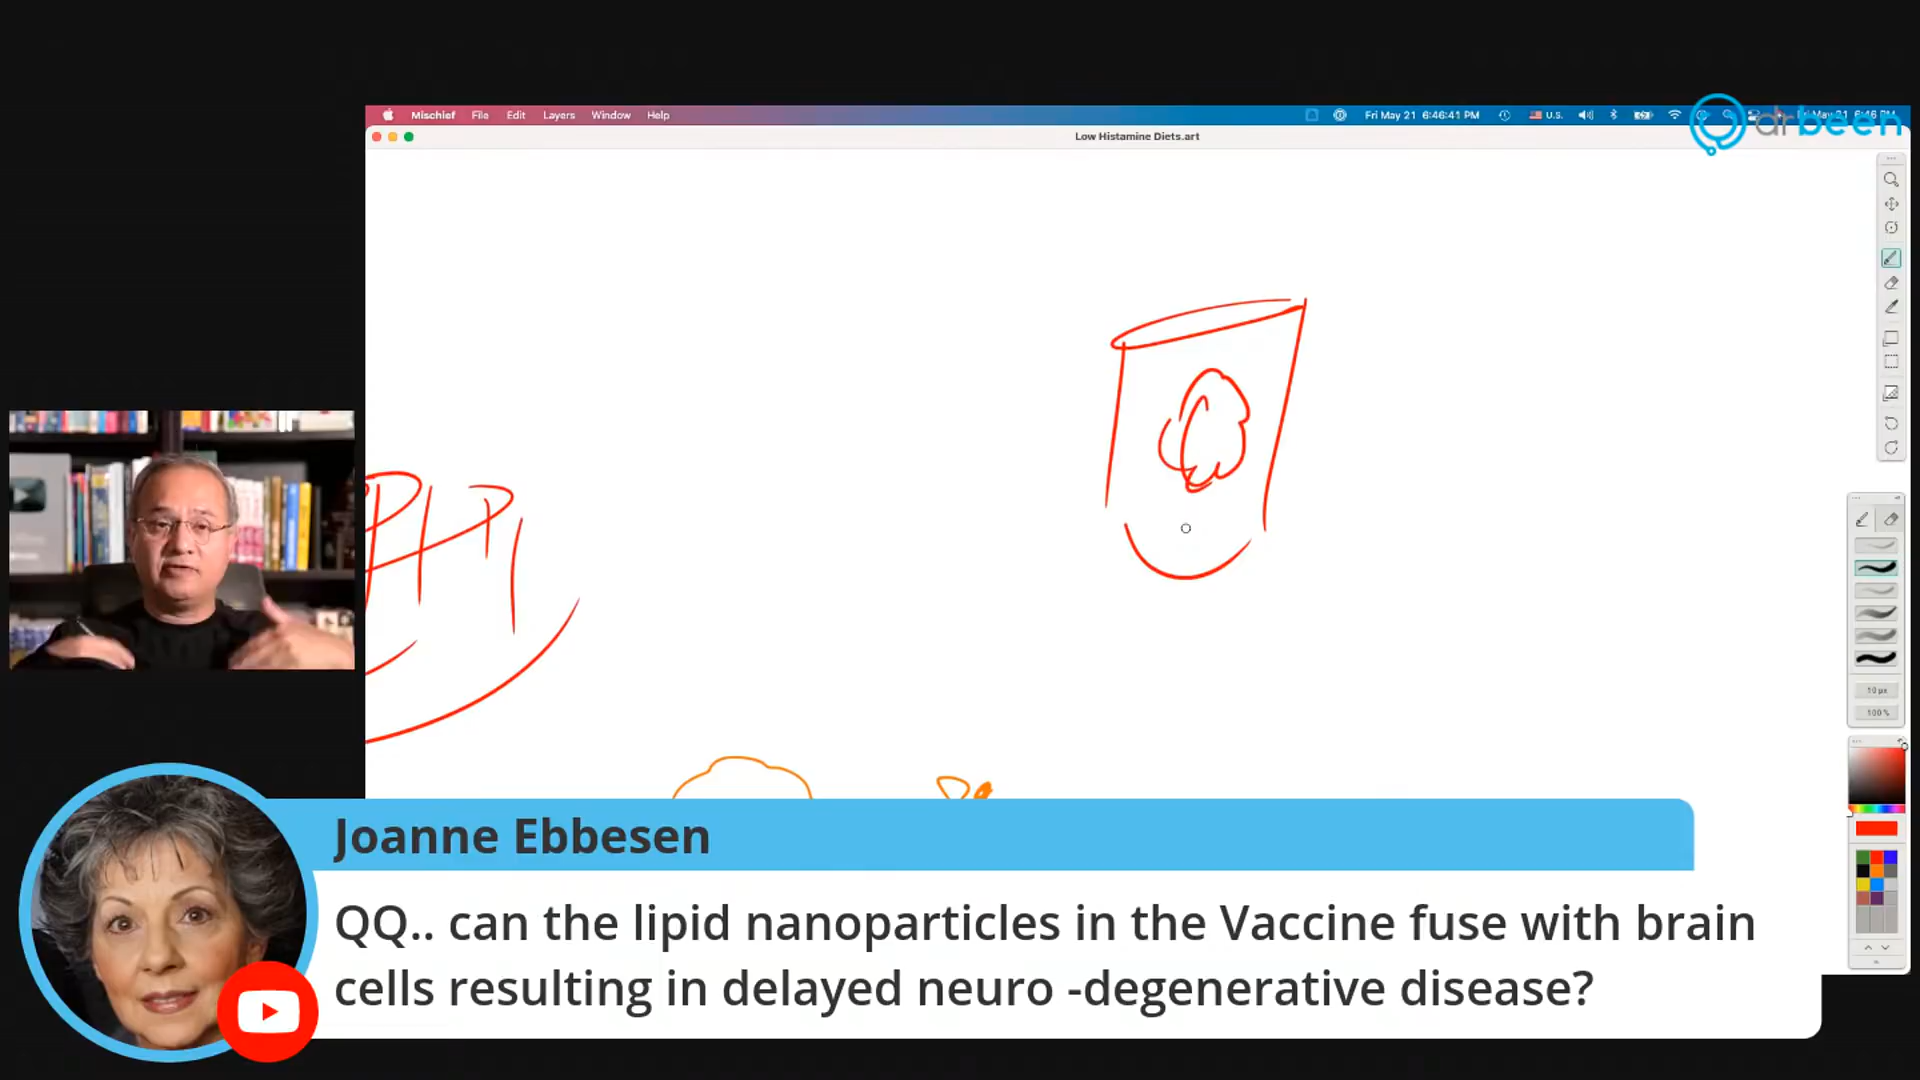 Mischief File Edit Layers Window Help
Fri May 21 6:46:41 PM
U.S.
drbeen
Low Histamine Diets.art
10 px
100%
Joanne Ebbesen
QQ.. can the lipid nanoparticles in the Vaccine fuse with brain
cells resulting in delayed neuro -degenerative disease?